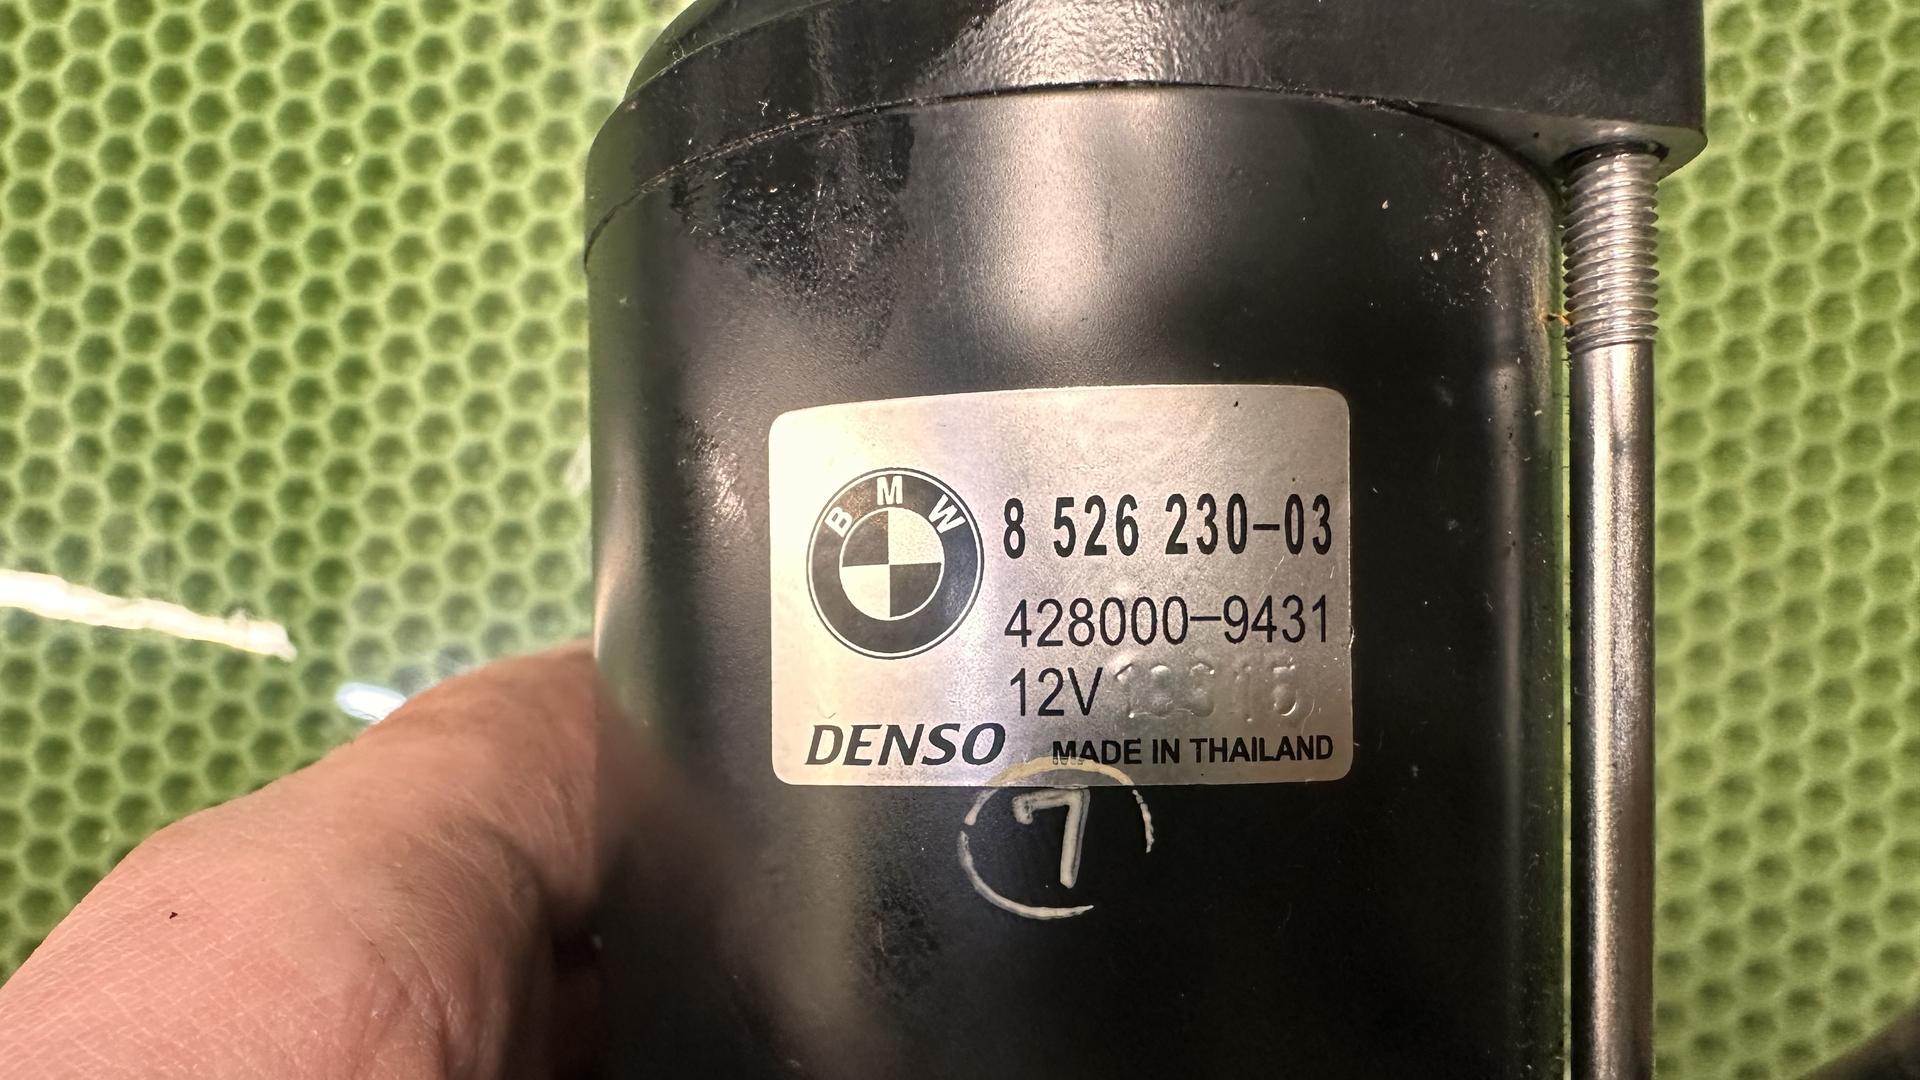 BMW
8 526 230-03
428000-9431
12V
DENSO
MADE IN THAILAND
7